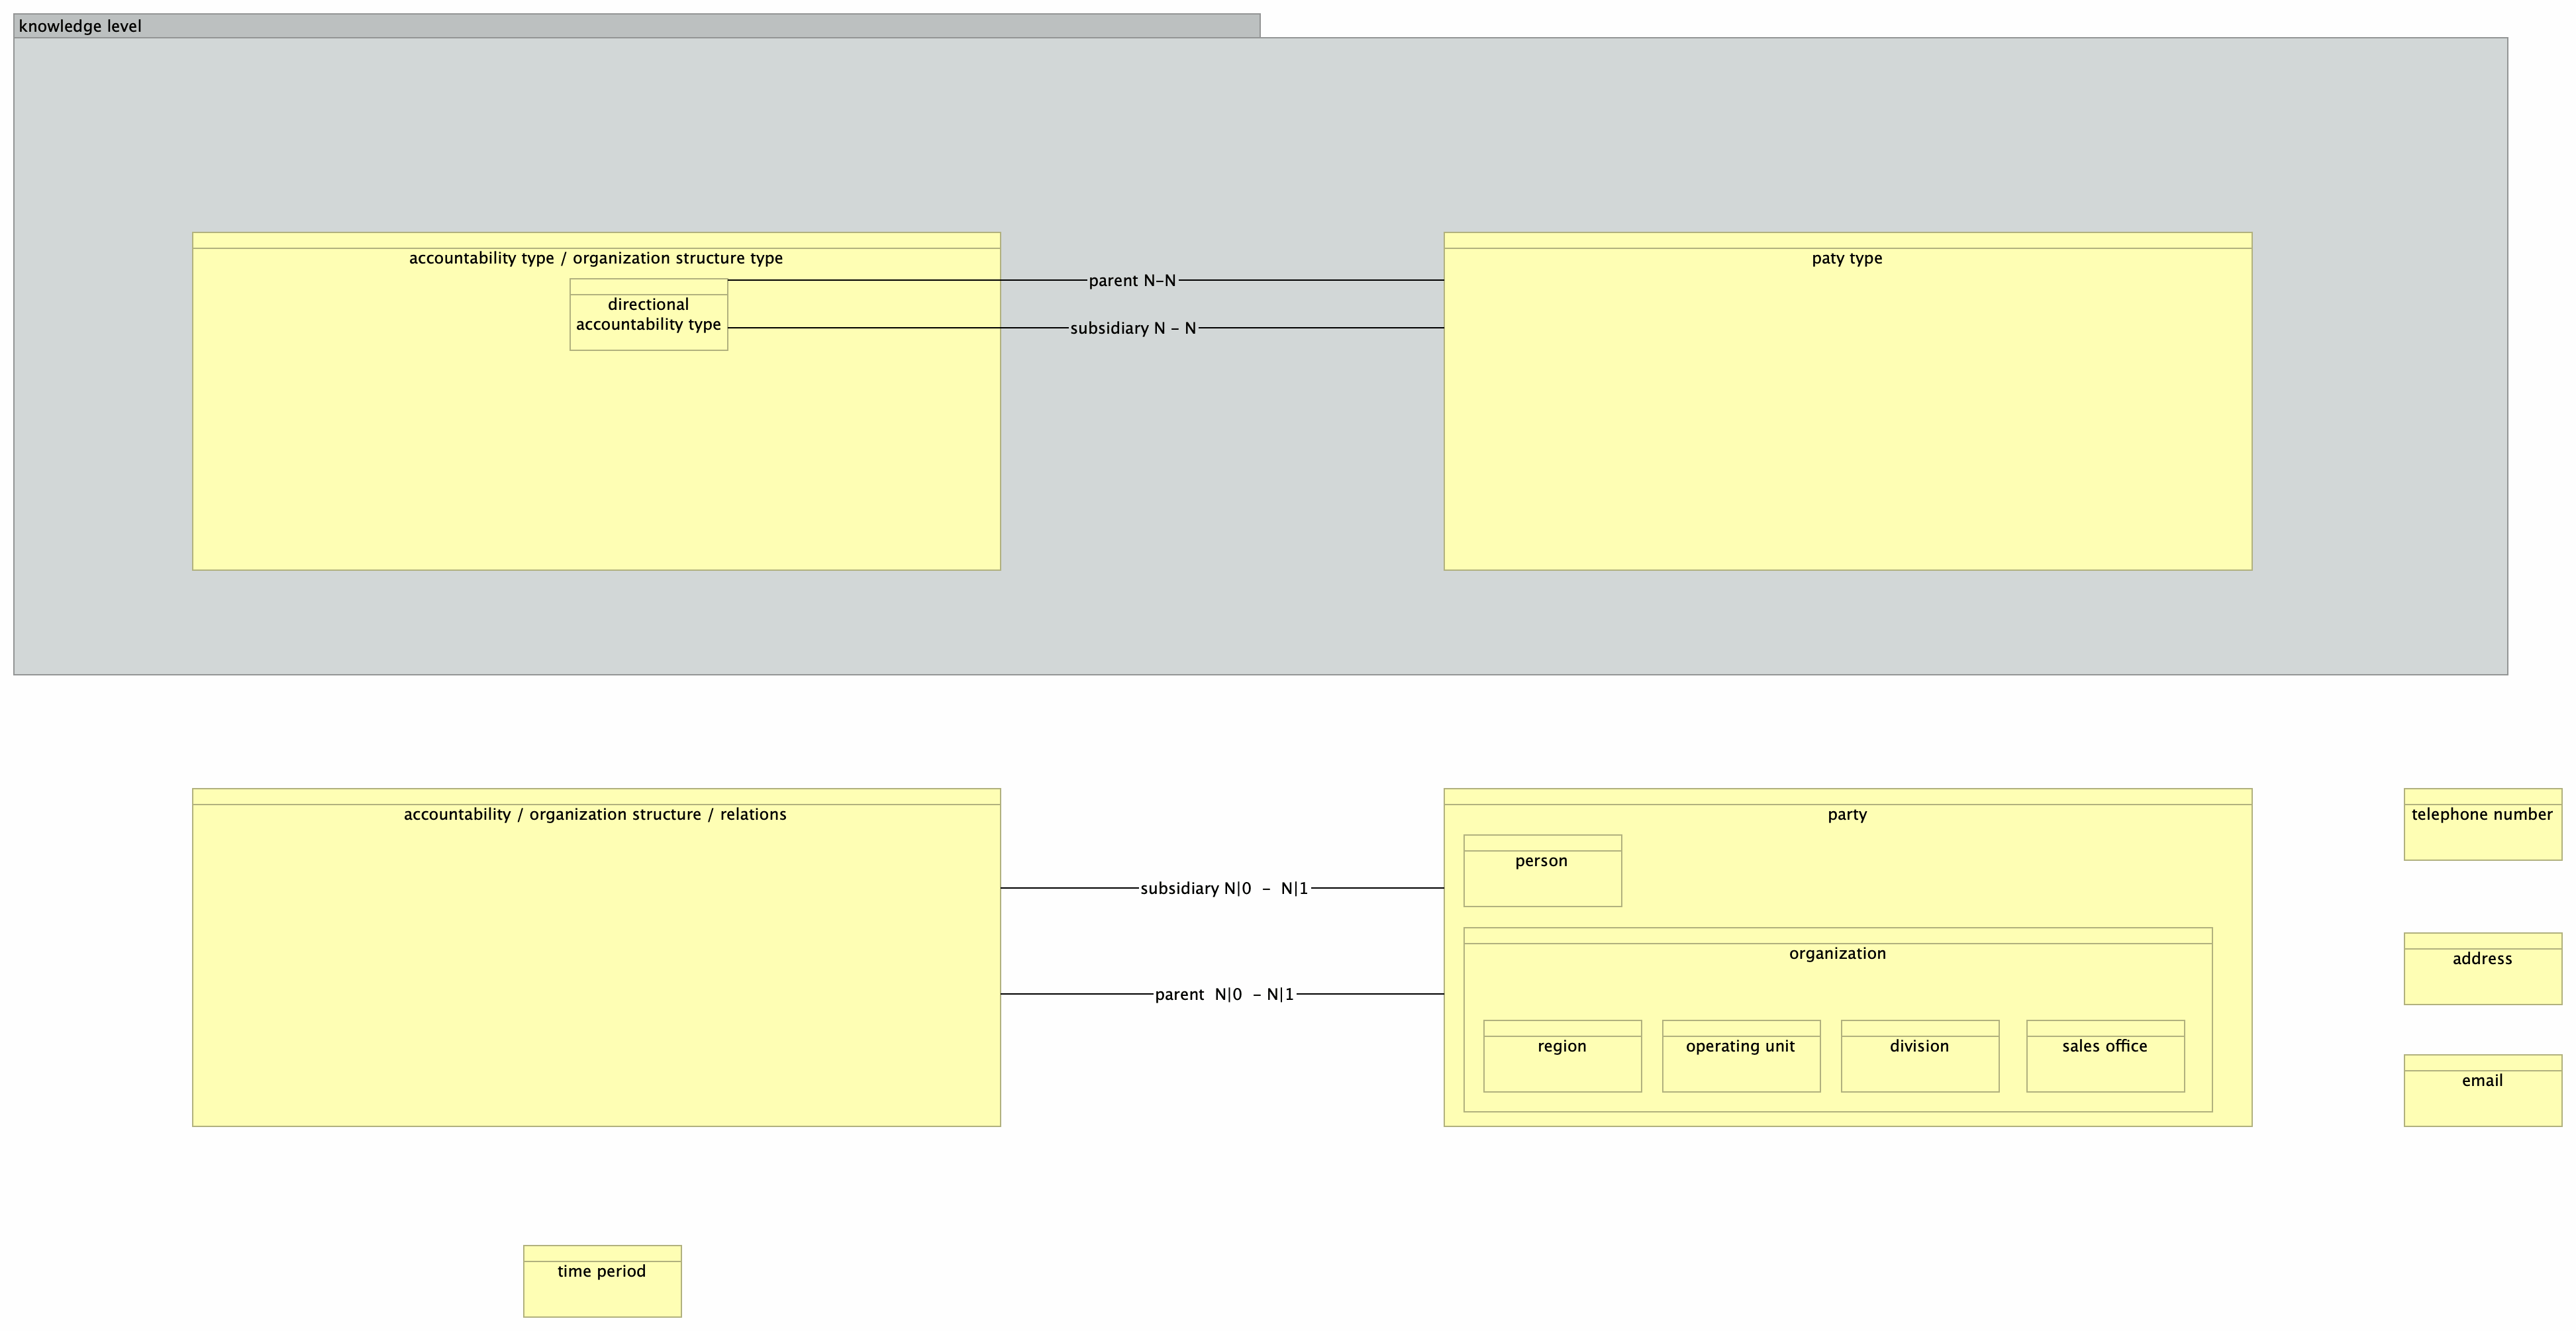 knowledge level
accountability type / organization structure type
paty type
directional
accountability type
parent N-N
subsidiary N - N
accountability / organization structure / relations
party
telephone number
person
subsidiary N|0  -  N|1
organization
address
parent  N|0  - N|1
region
operating unit
division
sales office
email
time period